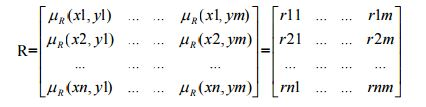 μR(x1, y1) ... ... μR(x1, ym) r11 ... ... r1m
μR(x2, y1) ... ... μR(x2, ym) r21 ... ... r2m
R= =
... ... ... ... ... ... ... ...
μR(xn, y1) ... ... μR(xn, ym) rn1 ... ... rnm